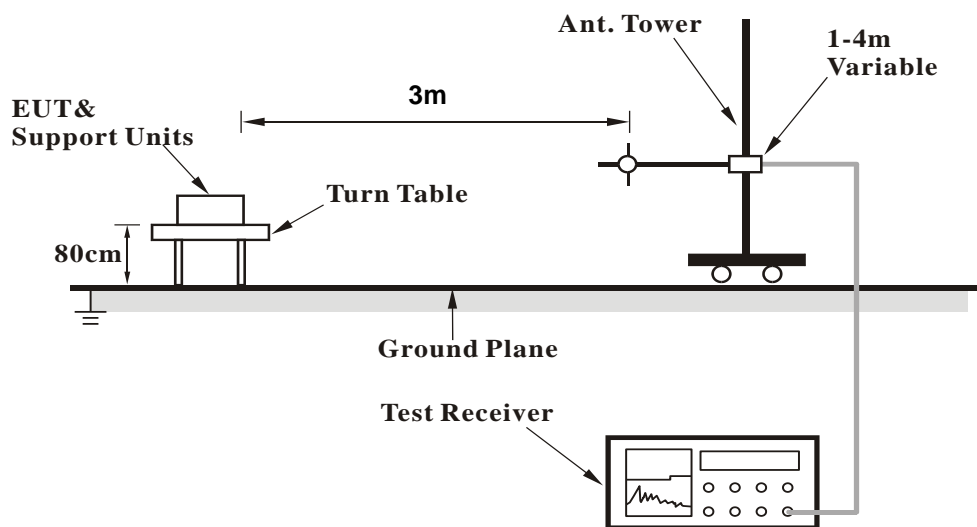 Ant. Tower
1-4m
Variable
3m
EUT&
Support Units
Turn Table
80cm
Ground Plane
Test Receiver